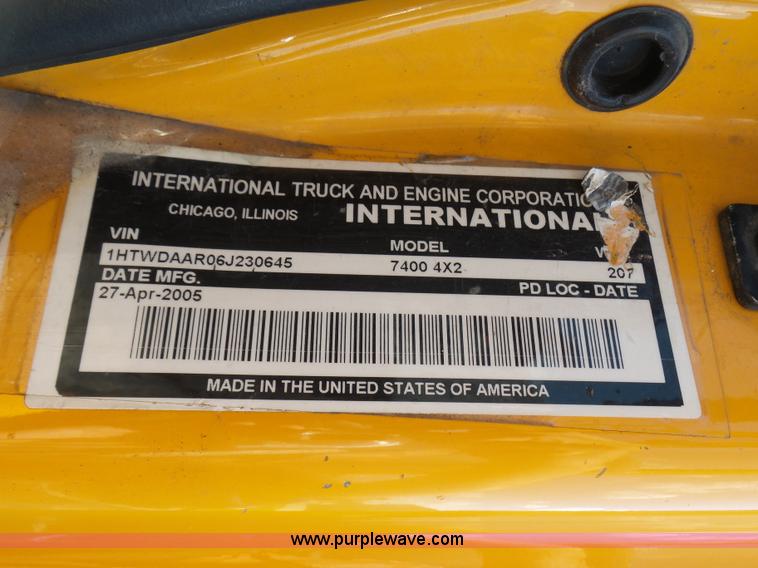 INTERNATIONAL TRUCK AND ENGINE
CHICAGO, ILLINOIS INTERNATIONAL
VIN MODEL
1HTWDAAR06J230645 7400 4X2 207
DATE MFG. PD LOC - DATE
27-Apr-2005
MADE IN THE UNITED STATES OF AMERICA
www.purplewave.com